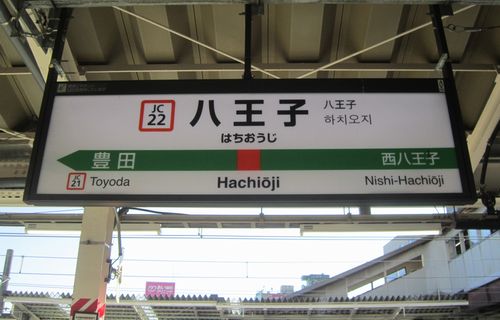 JC
22
八王子
はちおうじ
八王子
하치오지
豊田
西八王子
JC
21
Toyoda
Hachiōji
Nishi-Hachiōji